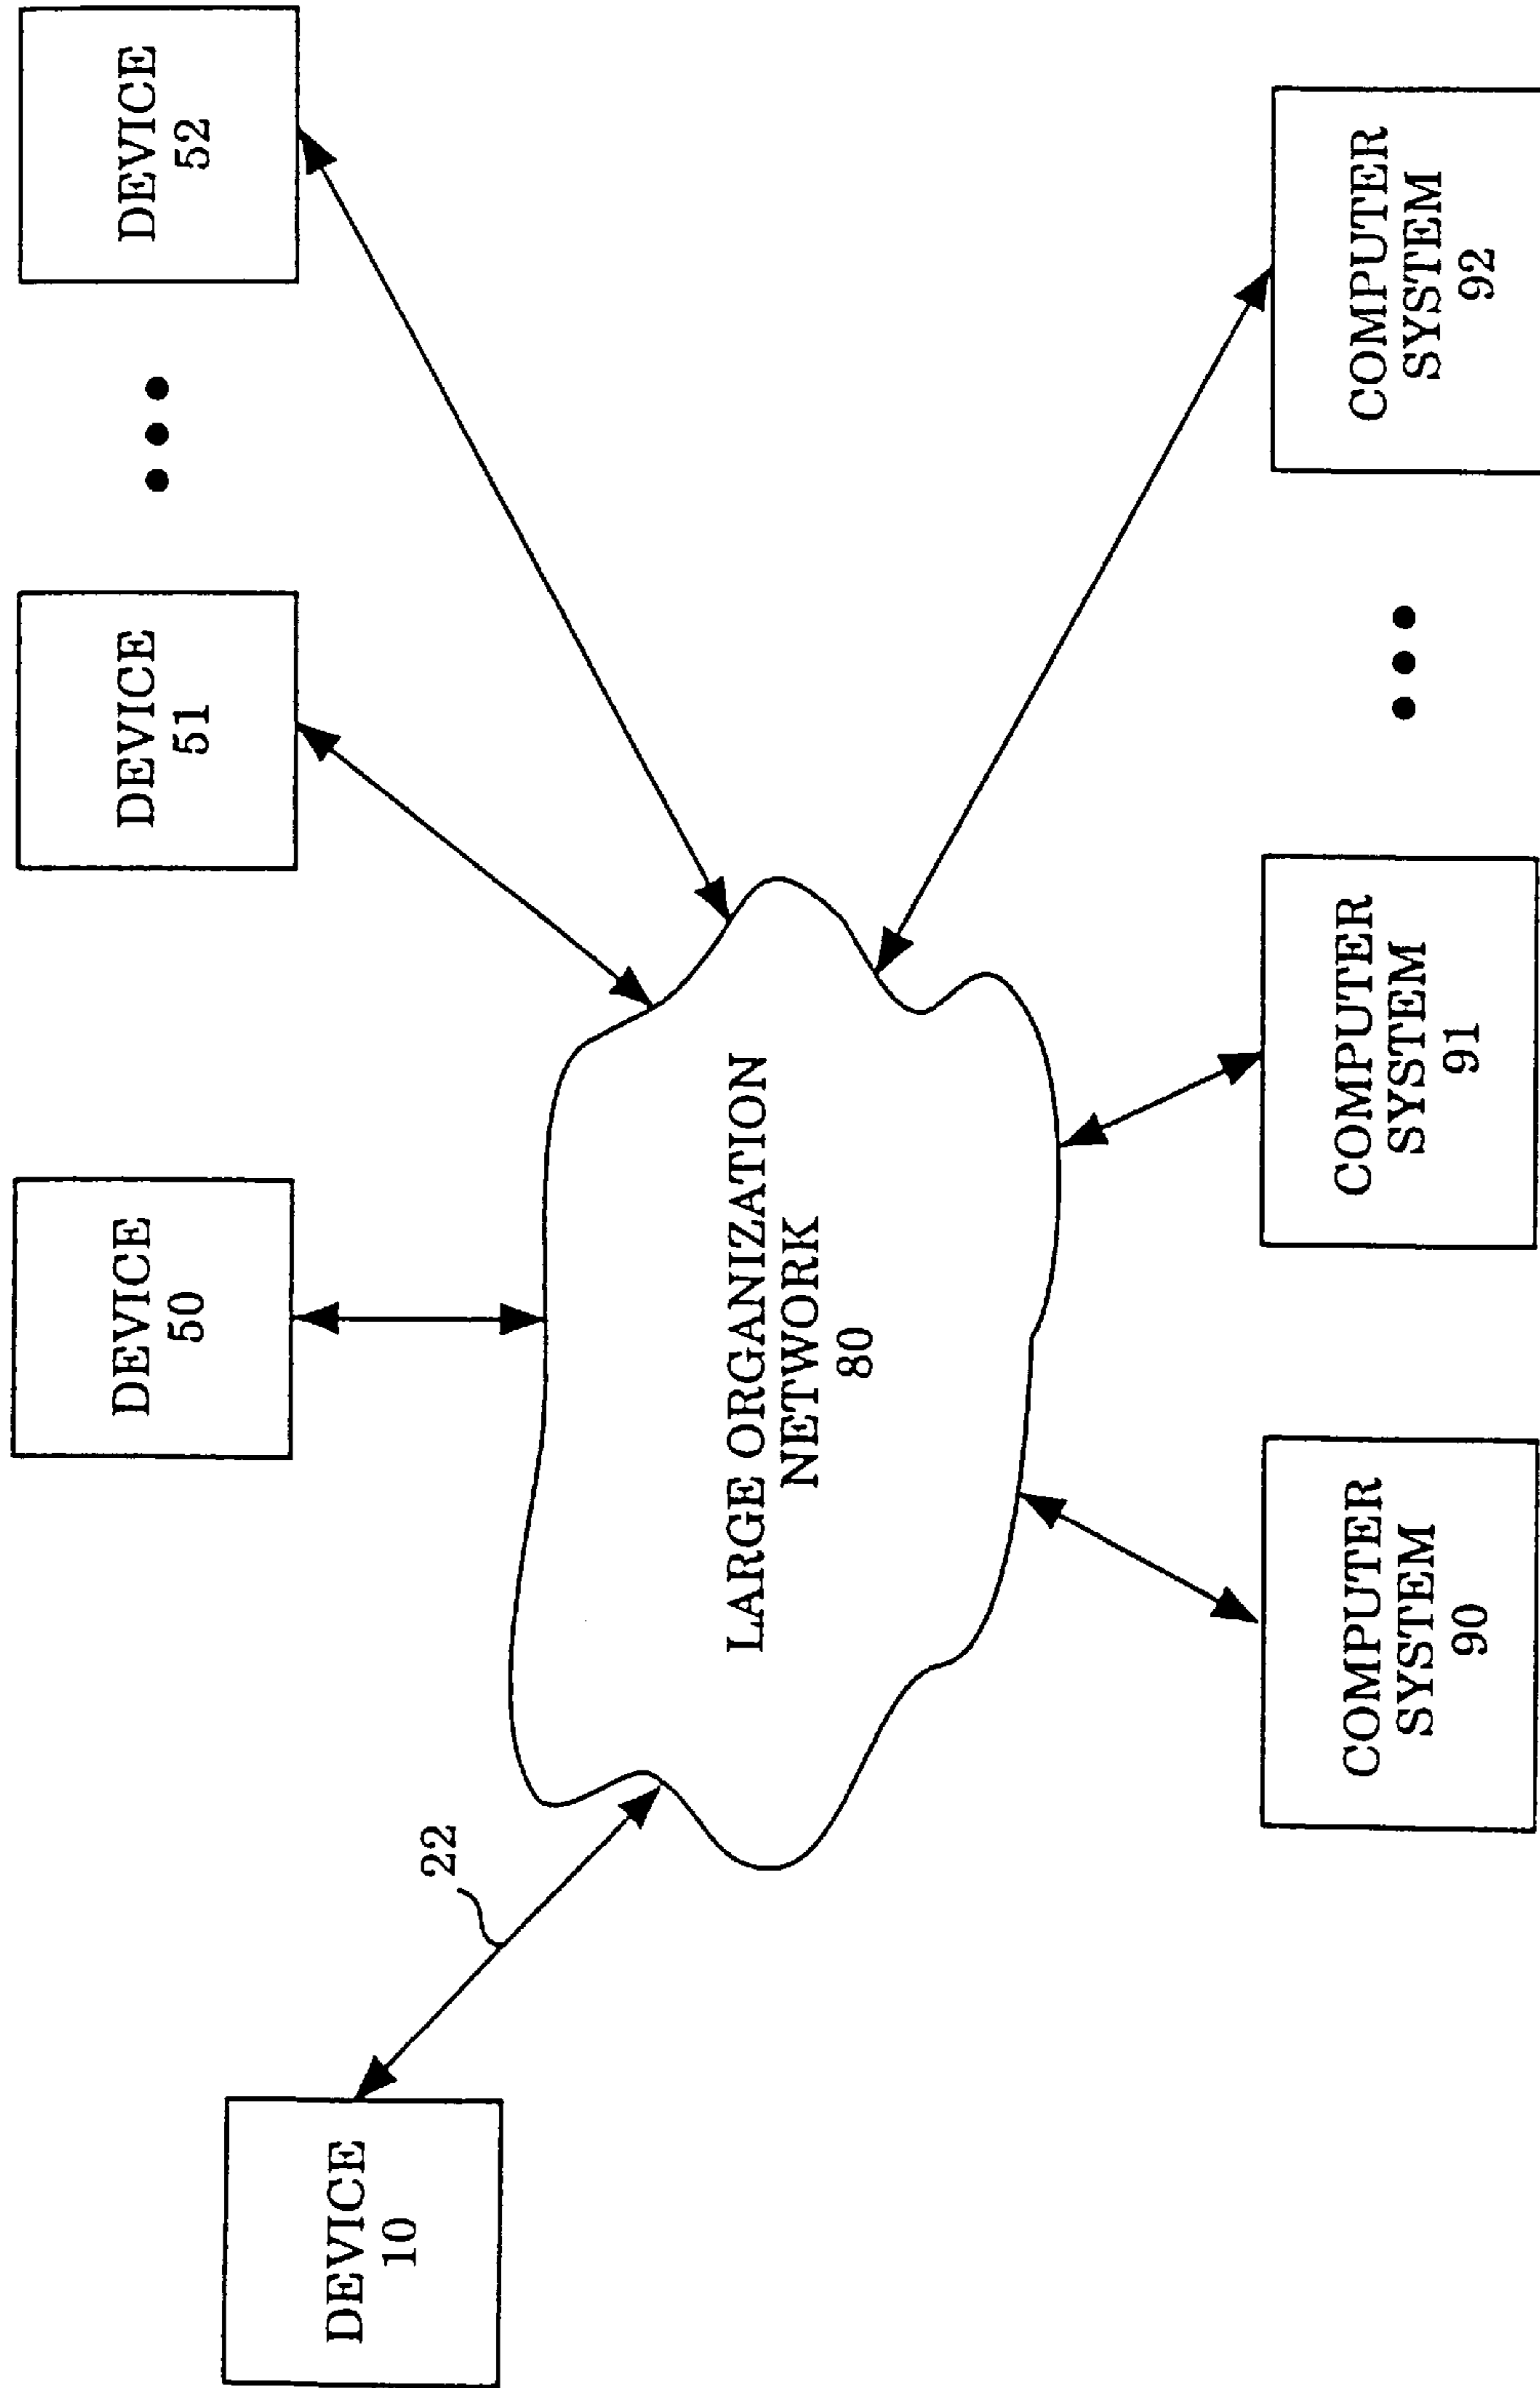 DEVICE
10
22
DEVICE
50
DEVICE
51
DEVICE
52
LARGE ORGANIZATION
NETWORK
80
COMPUTER
SYSTEM
90
COMPUTER
SYSTEM
91
COMPUTER
SYSTEM
92